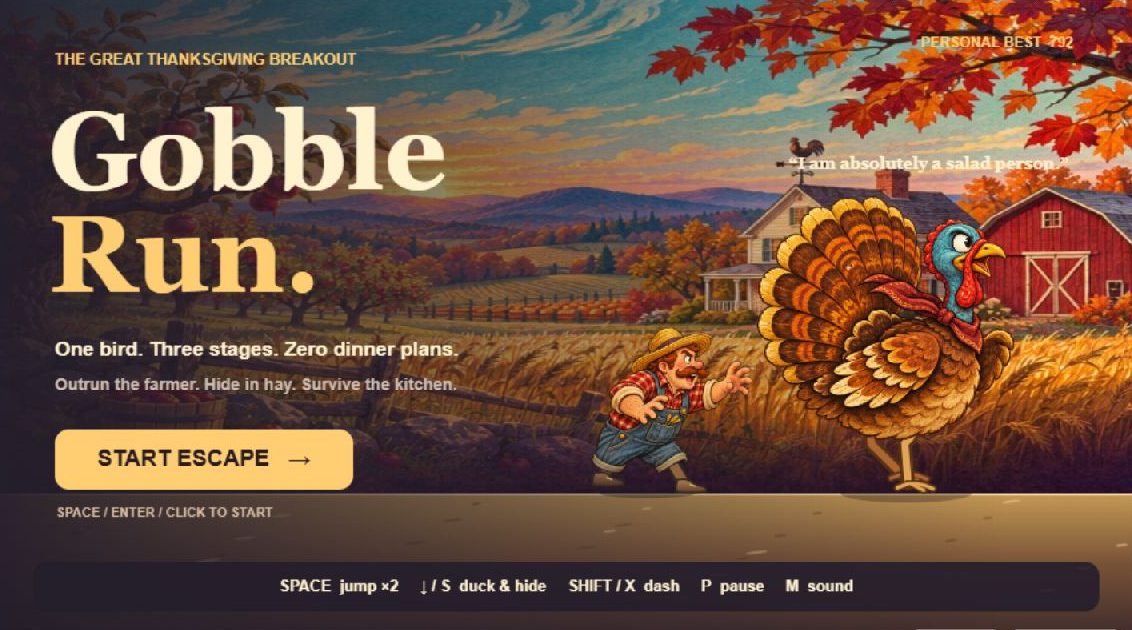 THE GREAT THANKSGIVING BREAKOUT
PERSONAL BEST 792
Gobble
Run.
“I am absolutely a salad person.”
One bird. Three stages. Zero dinner plans.
Outrun the farmer. Hide in hay. Survive the kitchen.
START ESCAPE →
SPACE / ENTER / CLICK TO START
SPACE jump ×2 ↓ / S duck & hide SHIFT / X dash P pause M sound